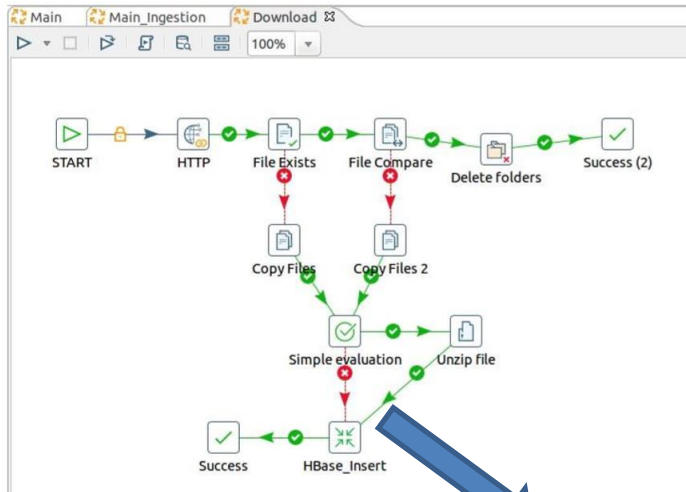 Main
Main_Ingestion
Download
100%
START
HTTP
File Exists
File Compare
Delete folders
Success (2)
Copy Files
Copy Files 2
Simple evaluation
Unzip file
Success
HBase_Insert